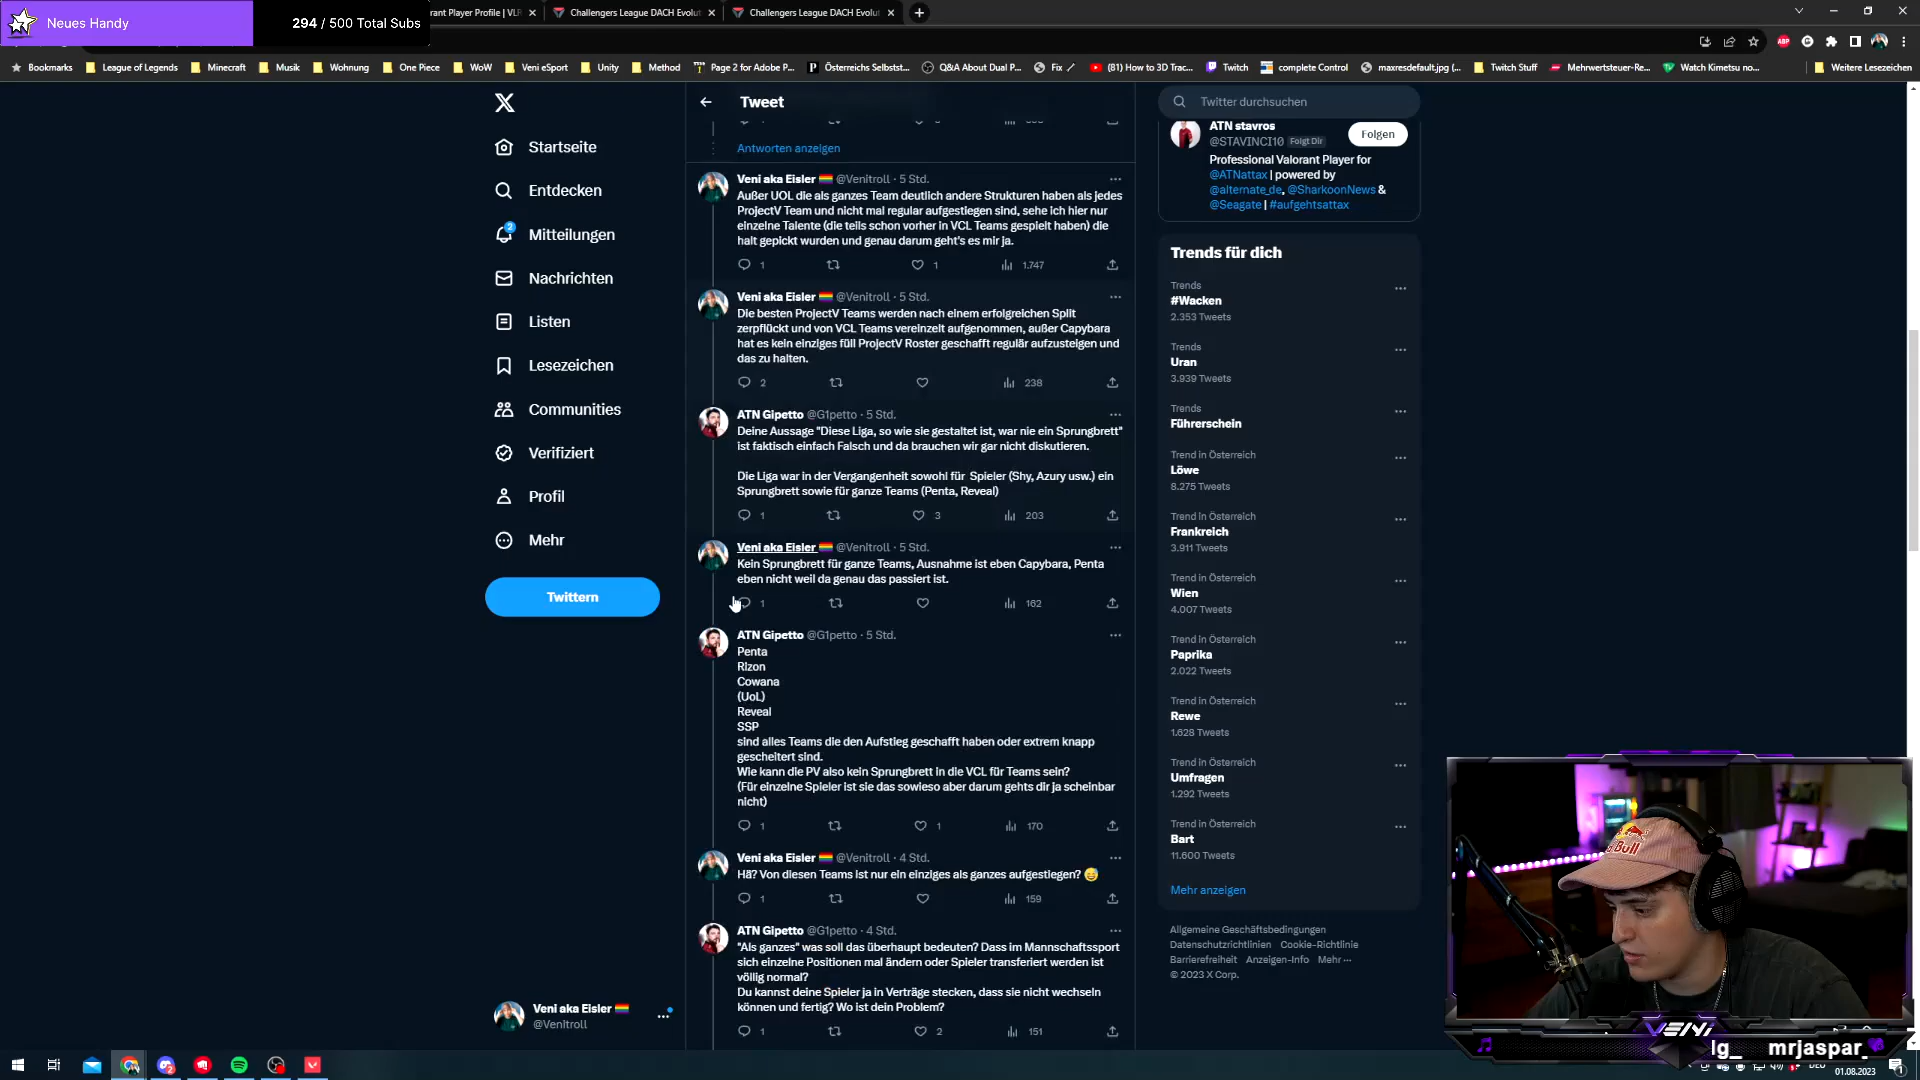 Neues Handy
294 / 500 Total Subs
rant Player Profile | VLR
Challengers League DACH Evolut
Challengers League DACH Evolut
Bookmarks
League of Legends
Minecraft
Musik
Wohnung
One Piece
WoW
Veni eSport
Unity
Method
Page 2 for Adobe P...
Österreichs Selbstst...
Q&A About Dual P...
Fix
(81) How to 3D Trac...
Twitch
complete Control
maxresdefault.jpg (...
Twitch Stuff
Mehrwertsteuer-Re...
Watch Kimetsu no...
Weitere Lesezeichen
Startseite
Entdecken
2
Mitteilungen
Nachrichten
Listen
Lesezeichen
Communities
Verifiziert
Profil
Mehr
Twittern
Veni aka Eisler
@Venitroll
Tweet
Antworten anzeigen
Veni aka Eisler @Venitroll · 5 Std.
Außer UOL die als ganzes Team deutlich andere Strukturen haben als jedes
ProjectV Team und nicht mal regular aufgestiegen sind, sehe ich hier nur
einzelne Talente (die teils schon vorher in VCL Teams gespielt haben) die
halt gepickt wurden und genau darum geht's es mir ja.
1 1 1.747
Veni aka Eisler @Venitroll · 5 Std.
Die besten ProjectV Teams werden nach einem erfolgreichen Split
zerpflückt und von VCL Teams vereinzelt aufgenommen, außer Capybara
hat es kein einziges füll ProjectV Roster geschafft regulär aufzusteigen und
das zu halten.
2 238
ATN Gipetto @G1petto · 5 Std.
Deine Aussage "Diese Liga, so wie sie gestaltet ist, war nie ein Sprungbrett"
ist faktisch einfach Falsch und da brauchen wir gar nicht diskutieren.
Die Liga war in der Vergangenheit sowohl für Spieler (Shy, Azury usw.) ein
Sprungbrett sowie für ganze Teams (Penta, Reveal)
1 3 203
Veni aka Eisler @Venitroll · 5 Std.
Kein Sprungbrett für ganze Teams, Ausnahme ist eben Capybara, Penta
eben nicht weil da genau das passiert ist.
1 162
ATN Gipetto @G1petto · 5 Std.
Penta
Rizon
Cowana
(UoL)
Reveal
SSP
sind alles Teams die den Aufstieg geschafft haben oder extrem knapp
gescheitert sind.
Wie kann die PV also kein Sprungbrett in die VCL für Teams sein?
(Für einzelne Spieler ist sie das sowieso aber darum gehts dir ja scheinbar
nicht)
1 1 170
Veni aka Eisler @Venitroll · 4 Std.
Hä? Von diesen Teams ist nur ein einziges als ganzes aufgestiegen? 😅
1 159
ATN Gipetto @G1petto · 4 Std.
"Als ganzes" was soll das überhaupt bedeuten? Dass im Mannschaftssport
sich einzelne Positionen mal ändern oder Spieler transferiert werden ist
völlig normal?
Du kannst deine Spieler ja in Verträge stecken, dass sie nicht wechseln
können und fertig? Wo ist dein Problem?
1 2 151
Twitter durchsuchen
ATN stavros
@STAVINCI10 Folgt Dir
Folgen
Professional Valorant Player for
@ATNattax | powered by
@alternate_de, @SharkoonNews &
@Seagate | #aufgehtsattax
Trends für dich
Trends
#Wacken
2.353 Tweets
Trends
Uran
3.939 Tweets
Trends
Führerschein
Trend in Österreich
Löwe
8.275 Tweets
Trend in Österreich
Frankreich
3.911 Tweets
Trend in Österreich
Wien
4.007 Tweets
Trend in Österreich
Paprika
2.022 Tweets
Trend in Österreich
Rewe
1.628 Tweets
Trend in Österreich
Umfragen
1.292 Tweets
Trend in Österreich
Bart
11.600 Tweets
Mehr anzeigen
Allgemeine Geschäftsbedingungen
Datenschutzrichtlinien Cookie-Richtlinie
Barrierefreiheit Anzeigen-Info Mehr ···
© 2023 X Corp.
Red Bull
VENI
lg_ mrjaspar_
DEU
01.08.2023